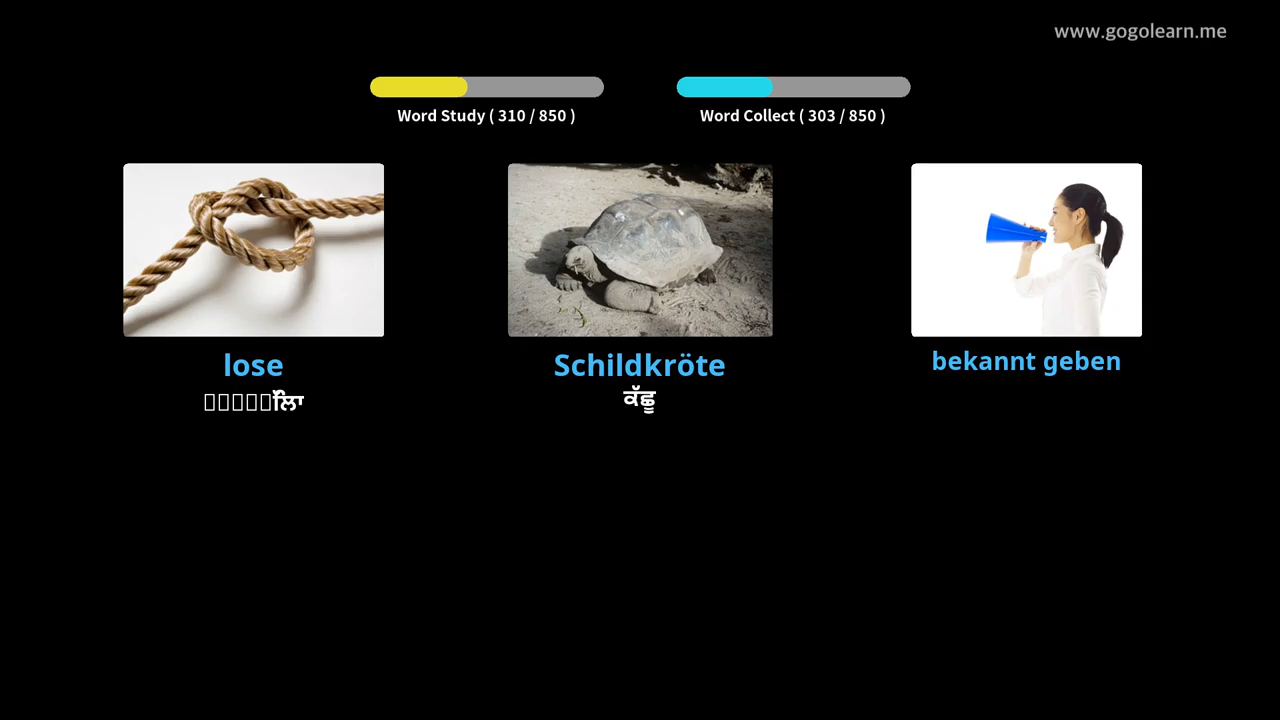 www.gogolearn.me
Word Study ( 310 / 850 )
Word Collect ( 303 / 850 )
lose
Schildkröte
bekannt geben
ਕੱਛੂ